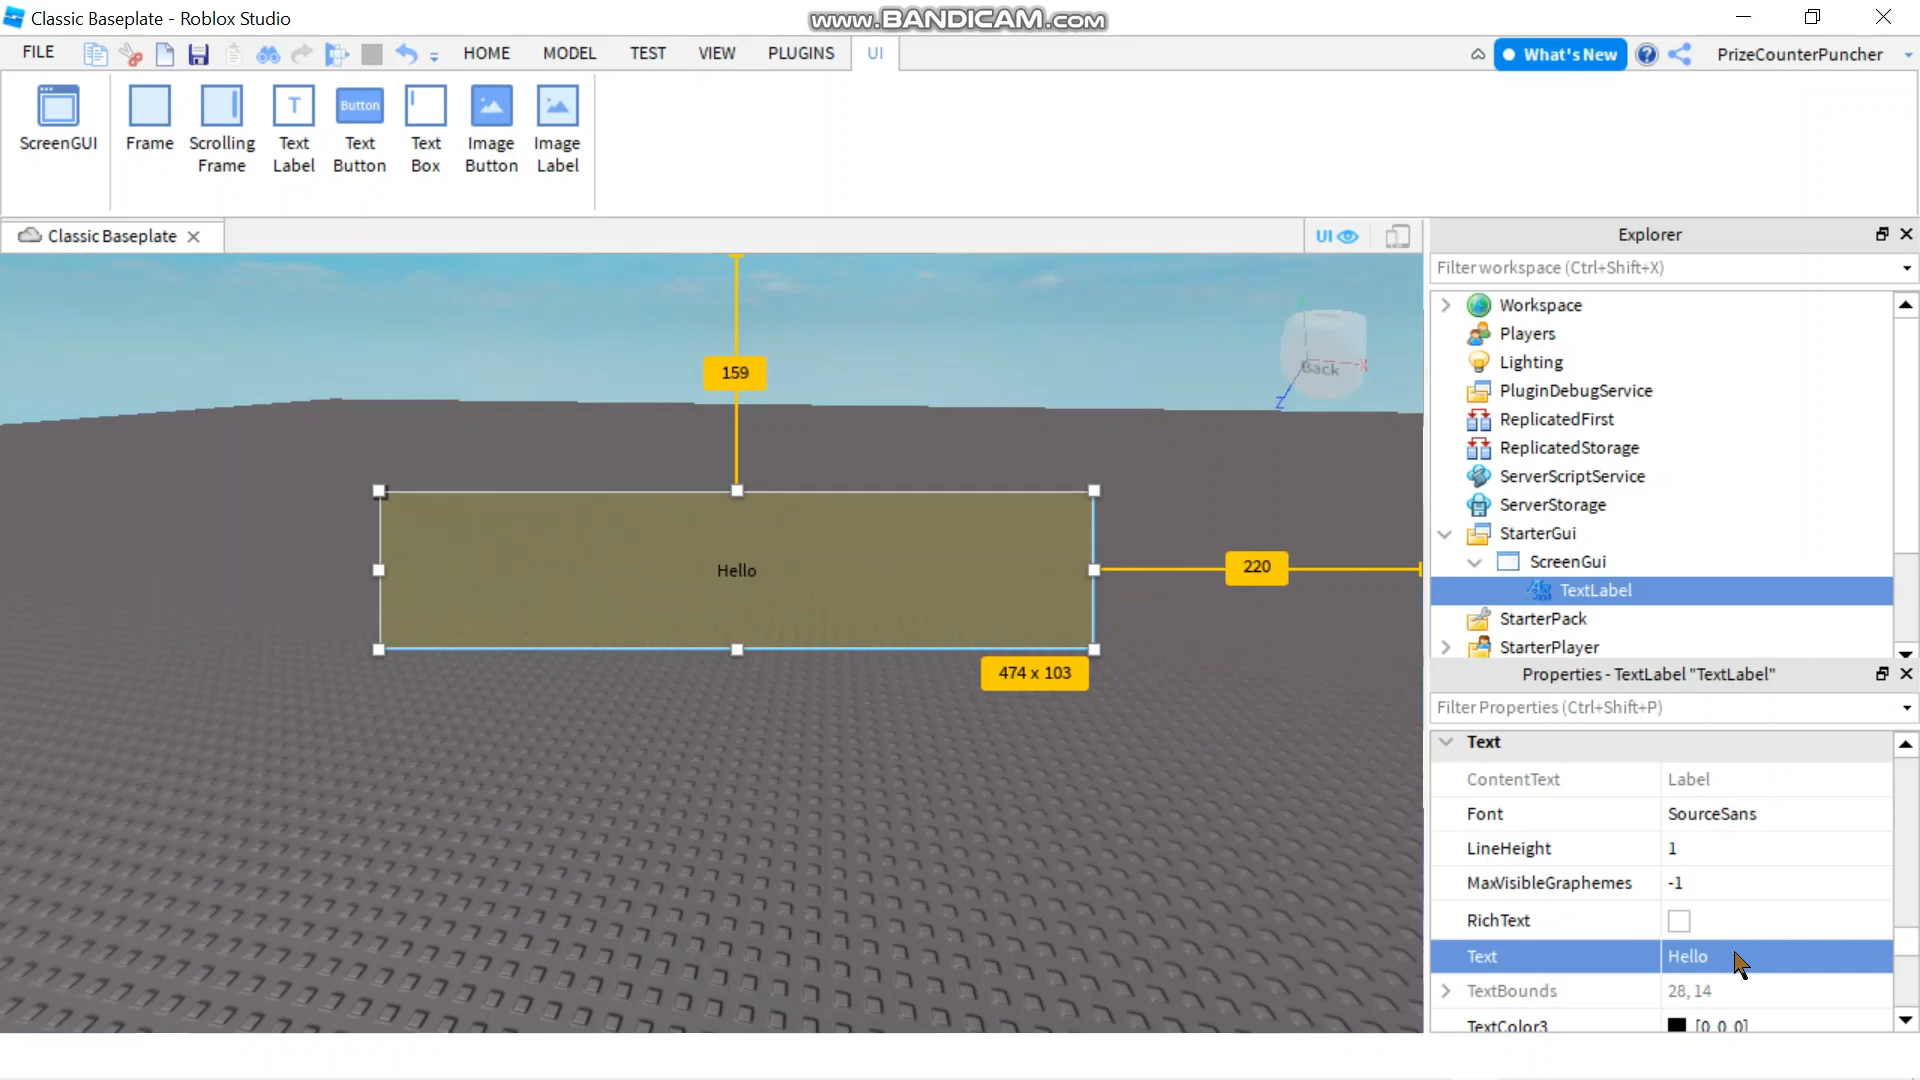 Classic Baseplate - Roblox Studio
www.BANDICAM.com
FILE
HOME
MODEL
TEST
VIEW
PLUGINS
UI
What's New
PrizeCounterPuncher
ScreenGUI
Frame
Scrolling
Frame
Text
Label
Button
Text
Button
Text
Box
Image
Button
Image
Label
Classic Baseplate
UI
Explorer
Filter workspace (Ctrl+Shift+X)
Workspace
Players
Lighting
PluginDebugService
ReplicatedFirst
ReplicatedStorage
ServerScriptService
ServerStorage
StarterGui
ScreenGui
TextLabel
StarterPack
StarterPlayer
159
Back
X
Z
Hello
220
474 x 103
Properties - TextLabel "TextLabel"
Filter Properties (Ctrl+Shift+P)
Text
ContentText Label
Font SourceSans
LineHeight 1
MaxVisibleGraphemes -1
RichText
Text Hello
TextBounds 28, 14
TextColor3 [0 0 0]